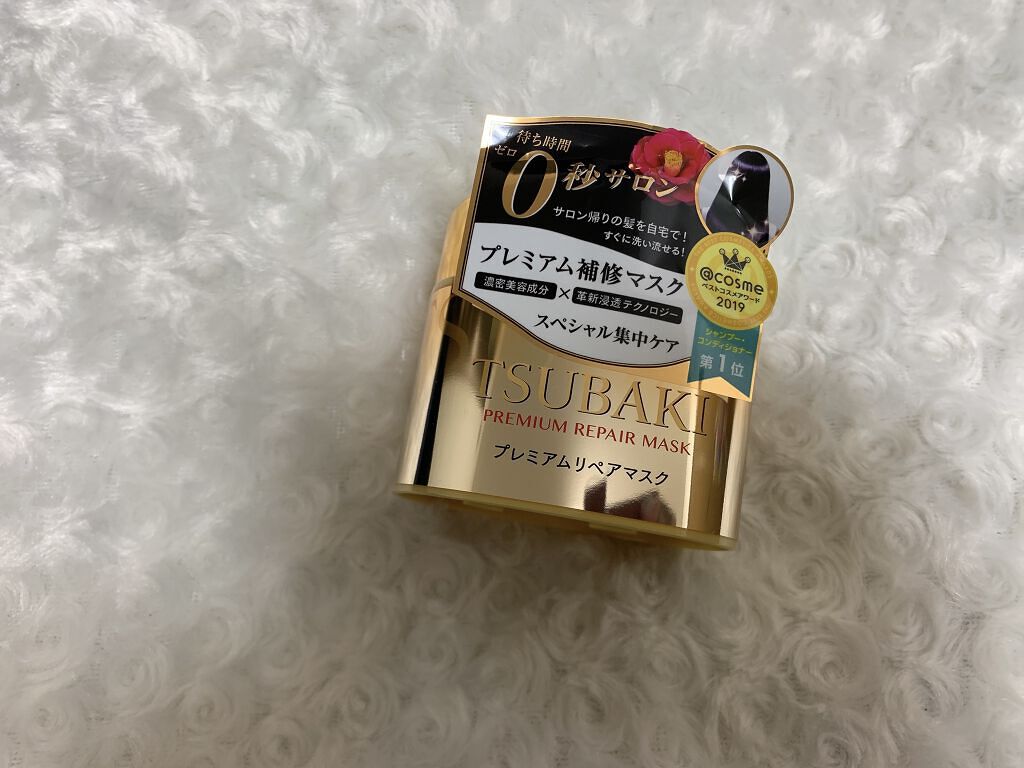 待ち時間
ゼロ
0秒サロン
サロン帰りの髪を自宅で!
すぐに洗い流せる!
プレミアム補修マスク
濃密美容成分×革新浸透テクノロジー
スペシャル集中ケア
@cosme
ベストコスメアワード
2019
シャンプー・
コンディショナー
第1位
TSUBAKI
PREMIUM REPAIR MASK
プレミアムリペアマスク